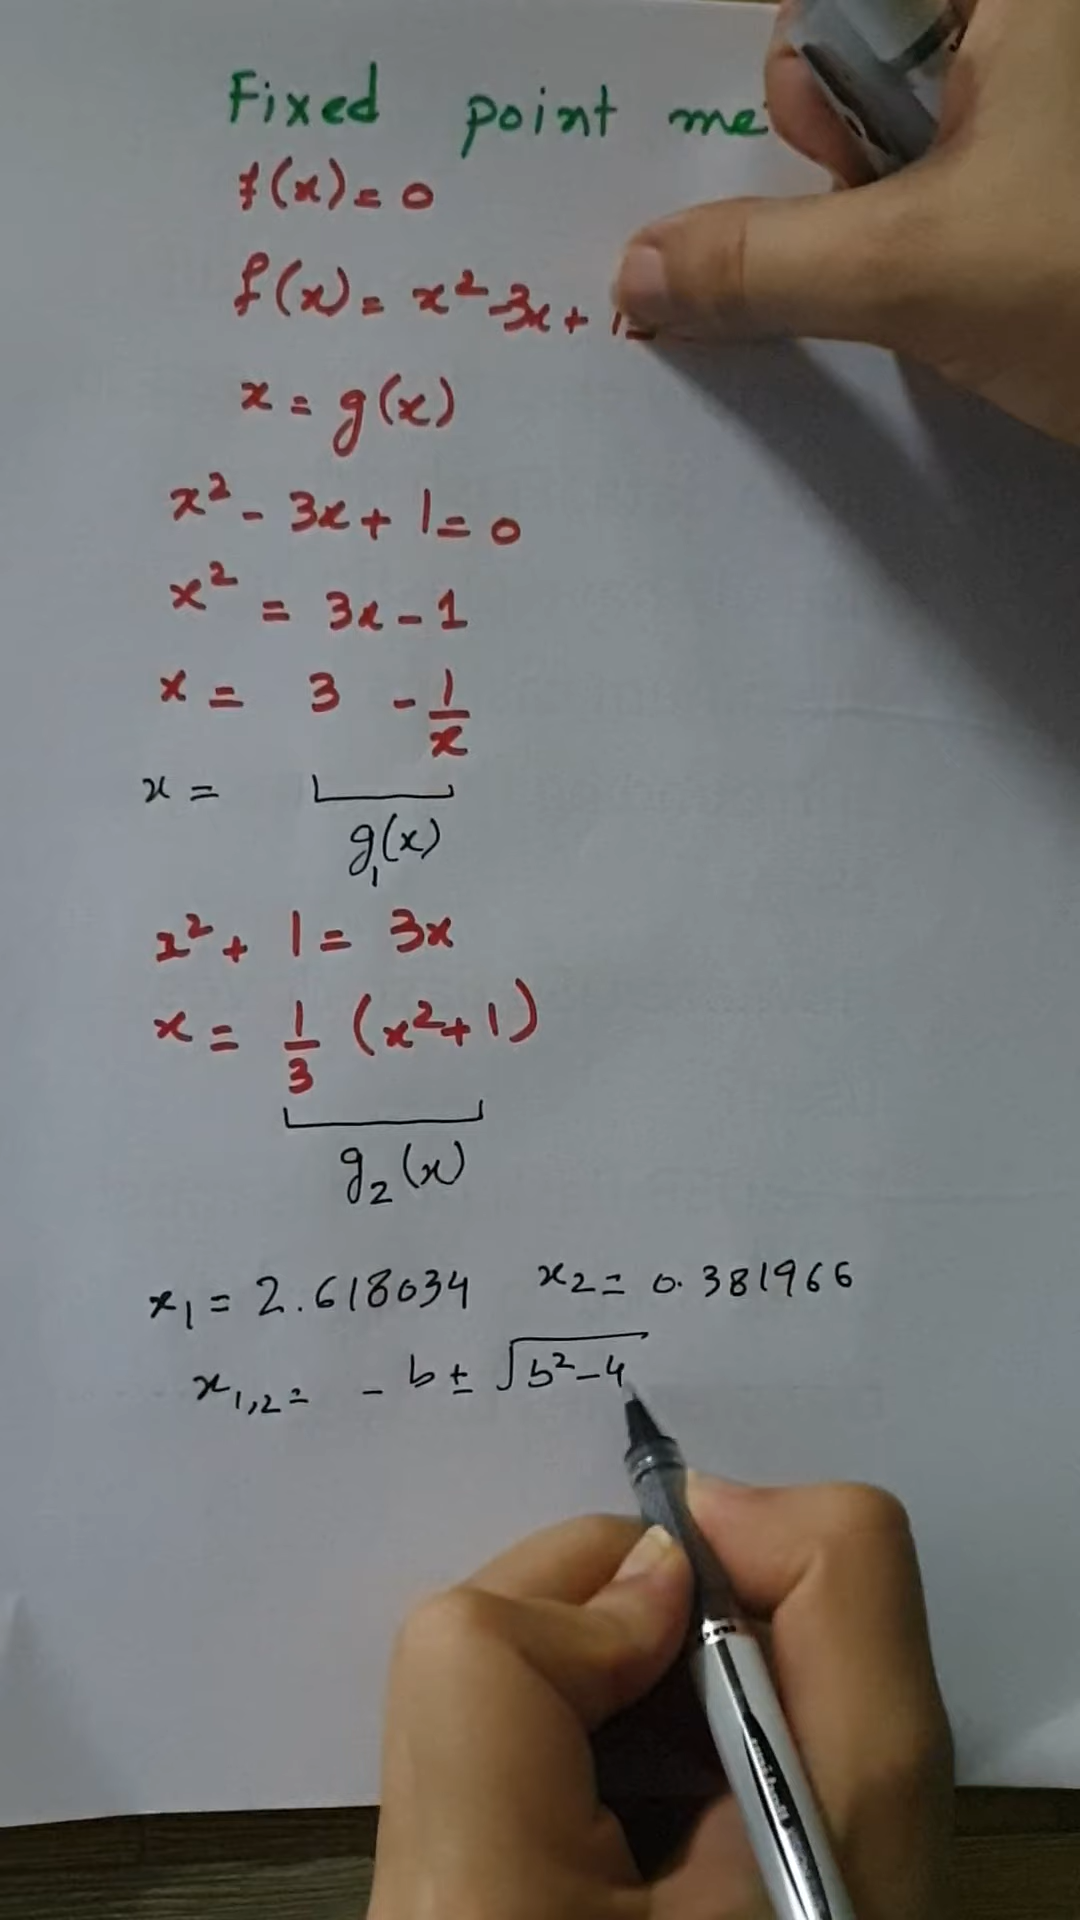 Fixed point me
f(x) = 0
f(x) = x² - 3x + 1 =
x = g(x)
x² - 3x + 1 = 0
x² = 3x - 1
x = 3 - 1/x
x =
g₁(x)
x² + 1 = 3x
x = 1/3 (x² + 1)
g₂(x)
x₁ = 2.618034 x₂ = 0.381966
x₁,₂ = - b ± √b² - 4